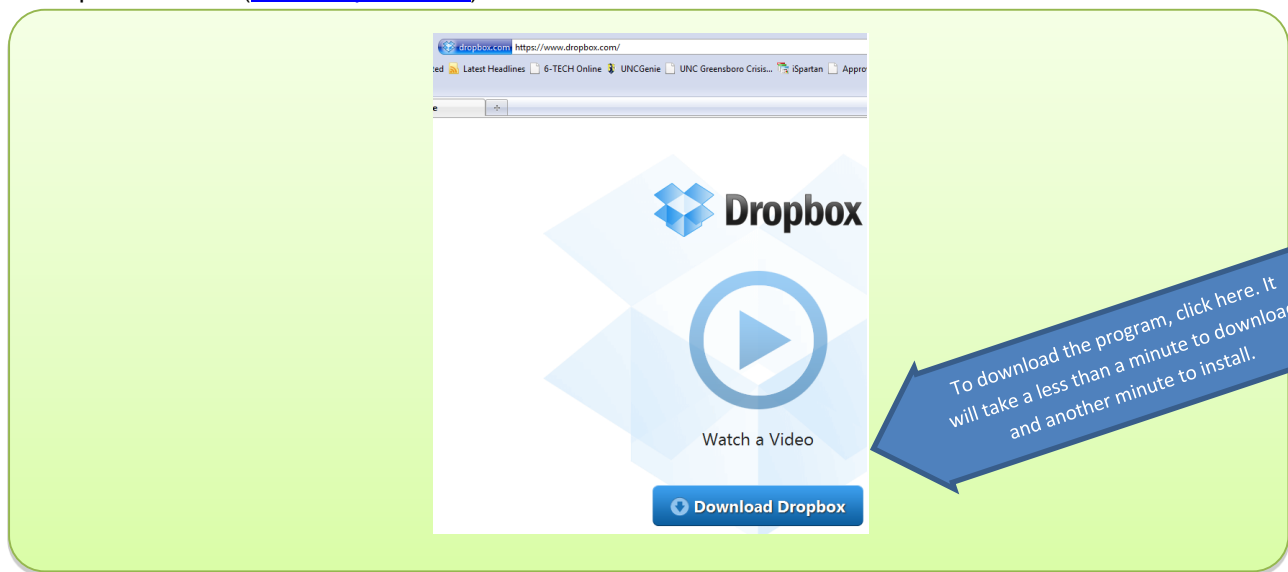 dropbox.com https://www.dropbox.com/
ted Latest Headlines 6-TECH Online UNCGenie UNC Greensboro Crisis... iSpartan Appro
e
Dropbox
To download the program, click here. It
will take a less than a minute to download
and another minute to install.
Watch a Video
Download Dropbox